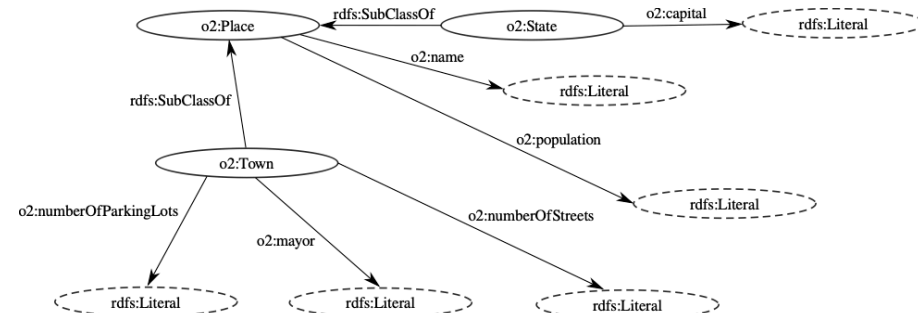 rdfs:SubClassOf
o2:capital
o2:Place
o2:State
rdfs:Literal
o2:name
rdfs:Literal
rdfs:SubClassOf
o2:population
o2:Town
rdfs:Literal
o2:numberOfParkingLots
o2:numberOfStreets
o2:mayor
rdfs:Literal
rdfs:Literal
rdfs:Literal